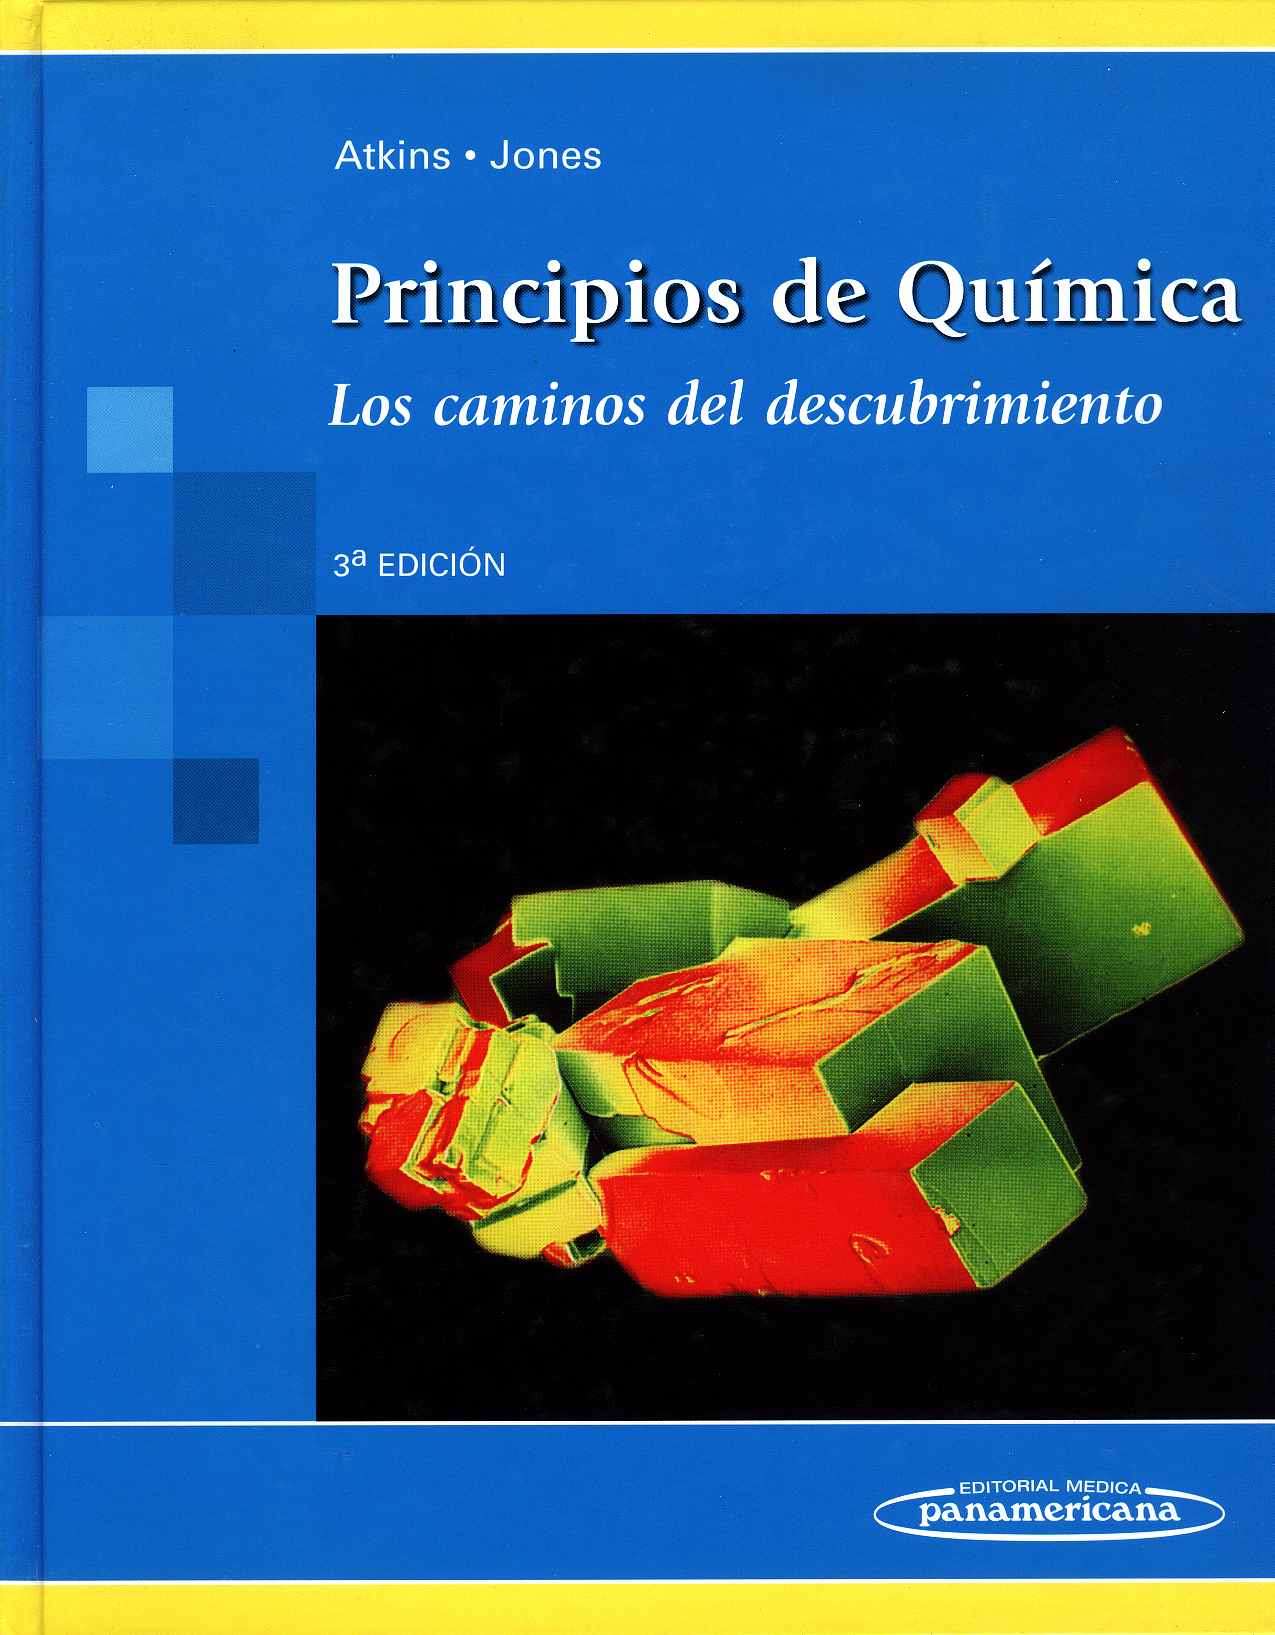 Atkins • Jones
Principios de Química
Los caminos del descubrimiento
3ª EDICIÓN
EDITORIAL MEDICA
panamericana